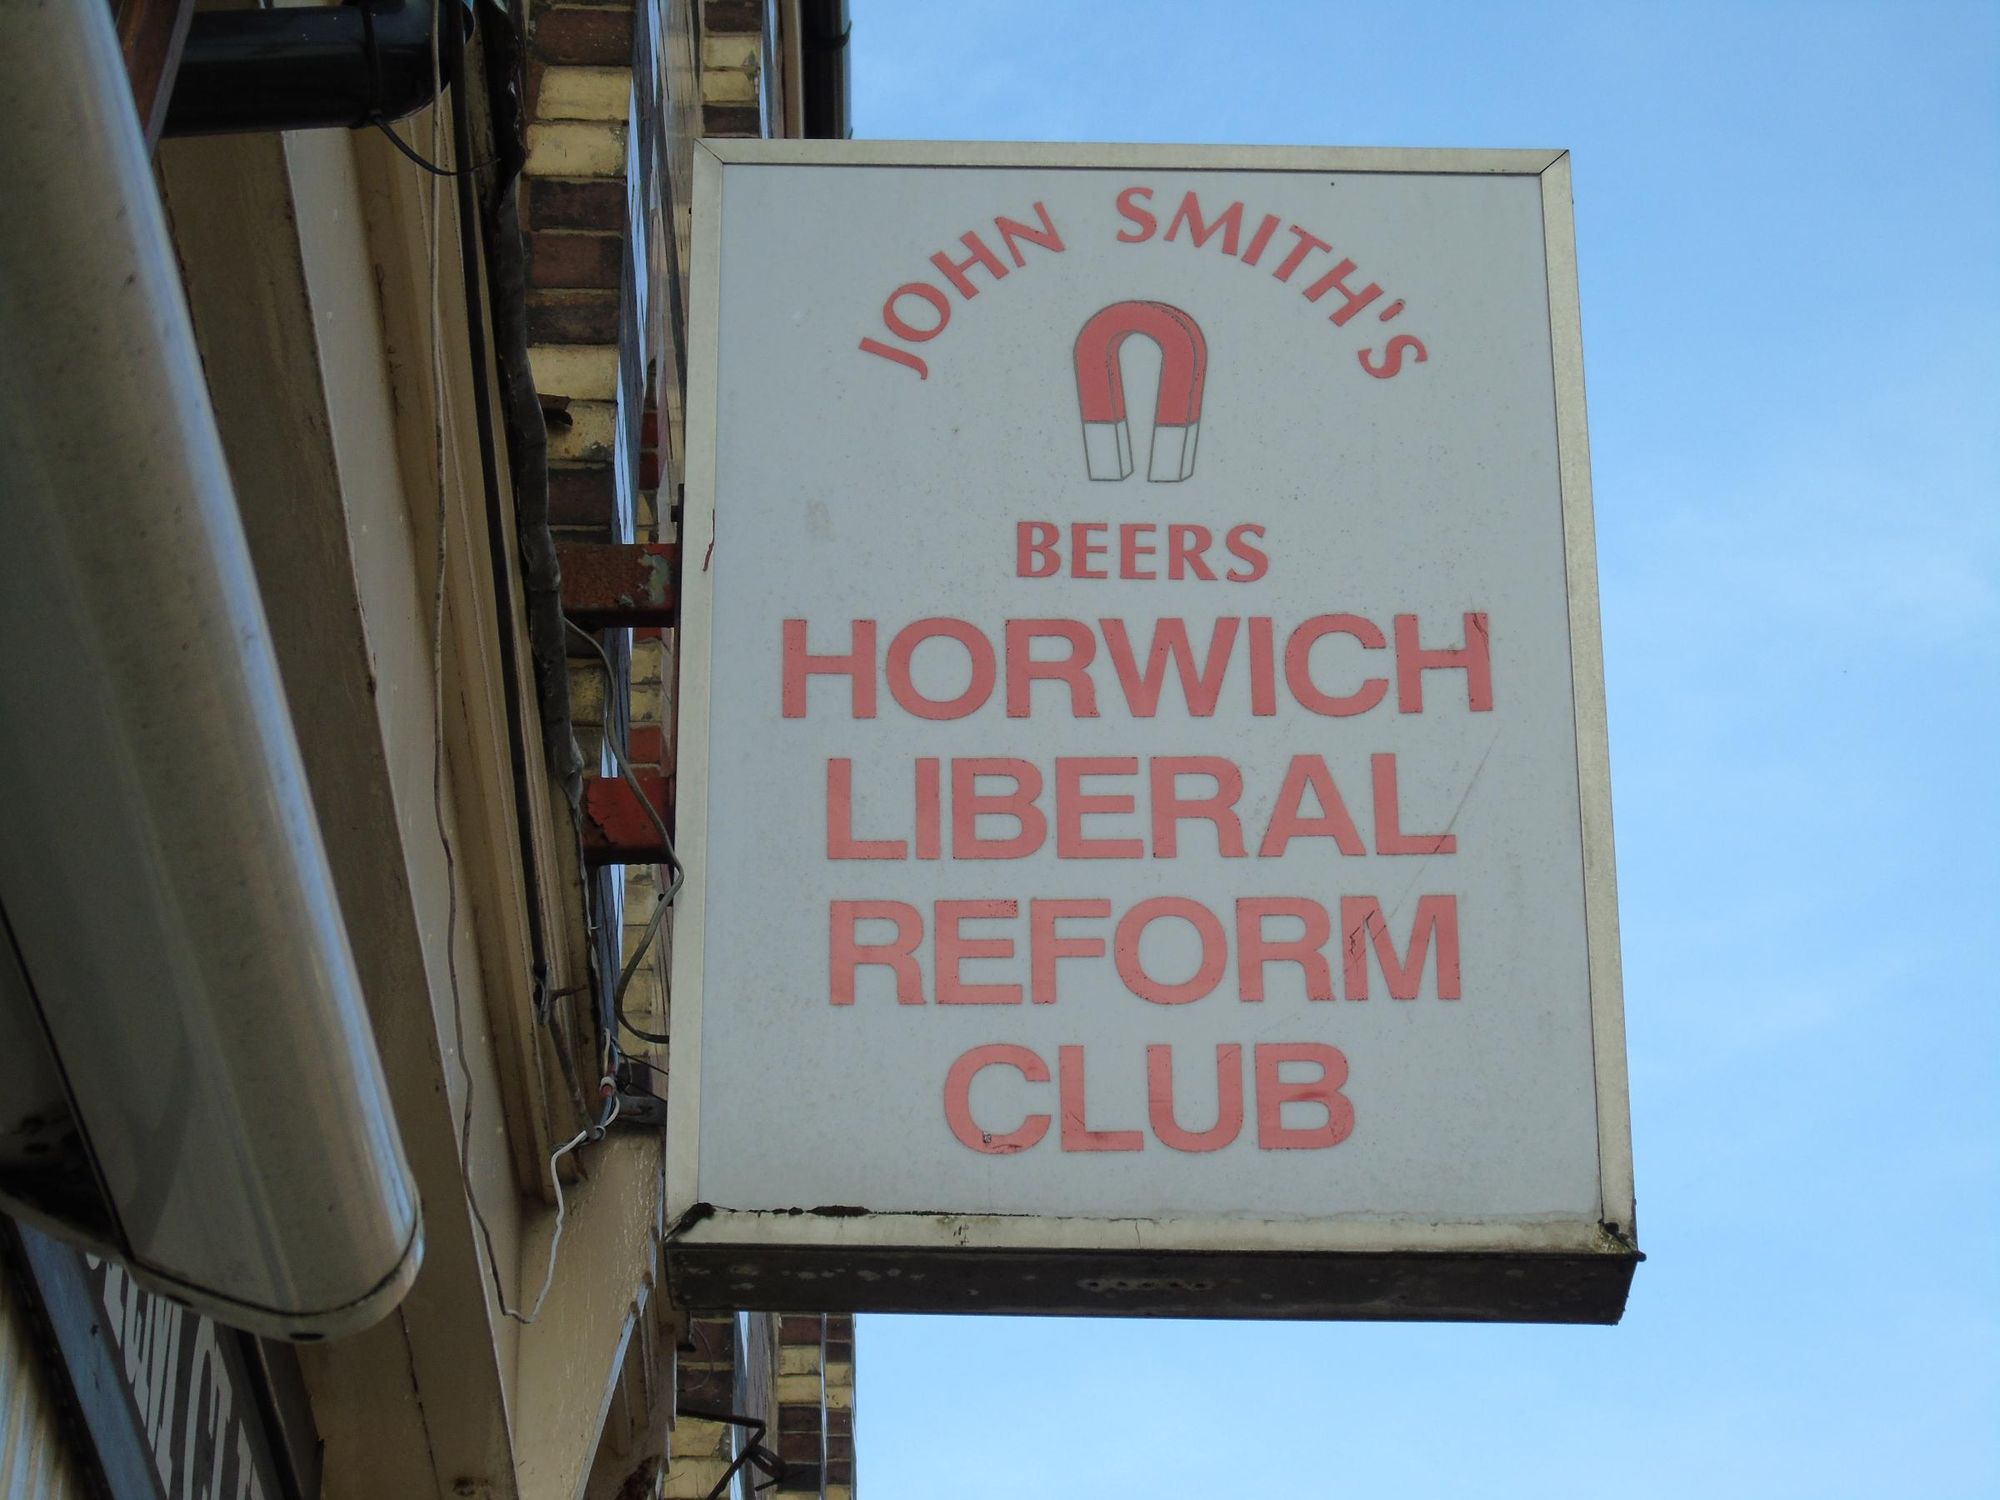 JOHN SMITH'S
BEERS
HORWICH
LIBERAL
REFORM
CLUB